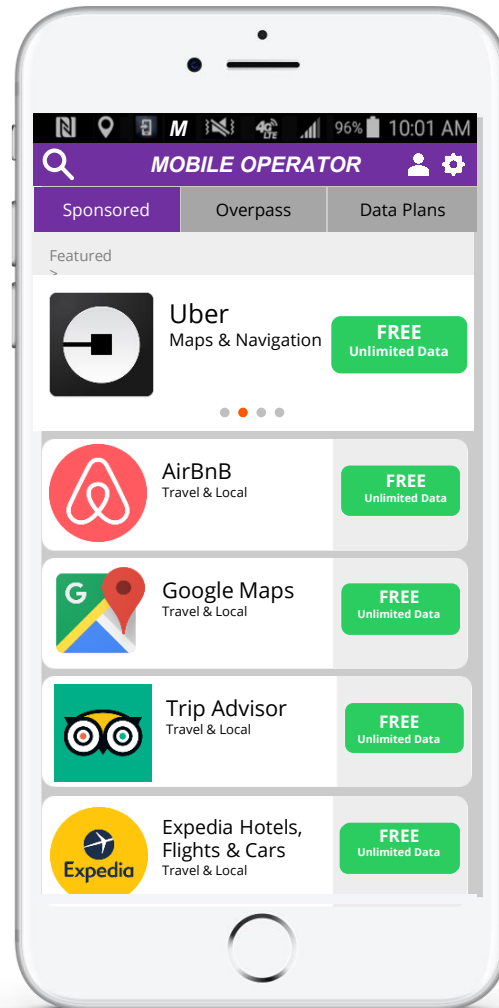 N M 4G LTE 96% 10:01 AM
MOBILE OPERATOR
Sponsored Overpass Data Plans
Featured
>
Uber
Maps & Navigation
FREE
Unlimited Data
AirBnB
Travel & Local
FREE
Unlimited Data
G
Google Maps
Travel & Local
FREE
Unlimited Data
Trip Advisor
Travel & Local
FREE
Unlimited Data
Expedia
Expedia Hotels,
Flights & Cars
Travel & Local
FREE
Unlimited Data